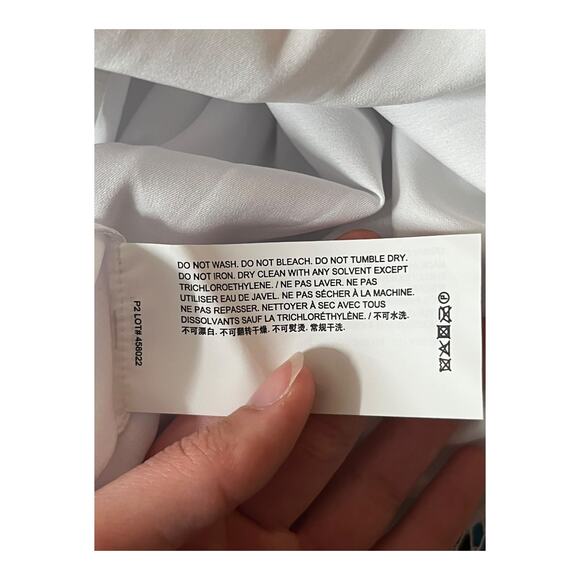 DO NOT WASH. DO NOT BLEACH. DO NOT TUMBLE DRY.
DO NOT IRON. DRY CLEAN WITH ANY SOLVENT EXCEPT
TRICHLOROETHYLENE. / NE PAS LAVER. NE PAS
UTILISER EAU DE JAVEL. NE PAS SÉCHER À LA MACHINE.
NE PAS REPASSER. NETTOYER À SEC AVEC TOUS
DISSOLVANTS SAUF LA TRICHLORÉTHYLÈNE. / 不可水洗.
不可漂白. 不可翻转干燥. 不可熨烫. 常规干洗.
P2 LOT# 458022
P